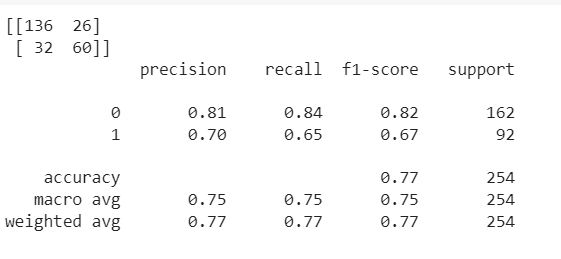 [[136  26]
 [ 32  60]]
              precision    recall  f1-score   support

           0       0.81      0.84      0.82       162
           1       0.70      0.65      0.67        92

    accuracy                           0.77       254
   macro avg       0.75      0.75      0.75       254
weighted avg       0.77      0.77      0.77       254